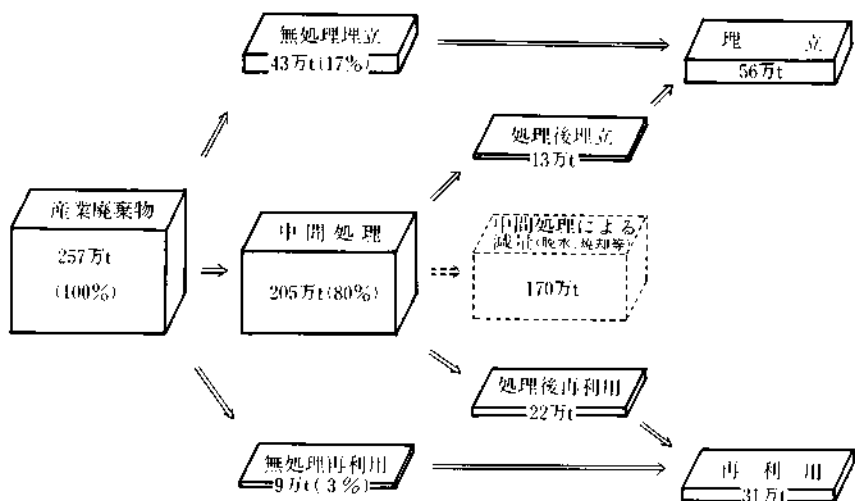 無処理埋立
43万t(17%)
埋立
56万t
処理後埋立
13万t
産業廃棄物
257万t
(100%)
中間処理
205万t(80%)
中間処理による
減量(脱水、焼却等)
170万t
処理後再利用
22万t
無処理再利用
9万t(3%)
再利用
31万t